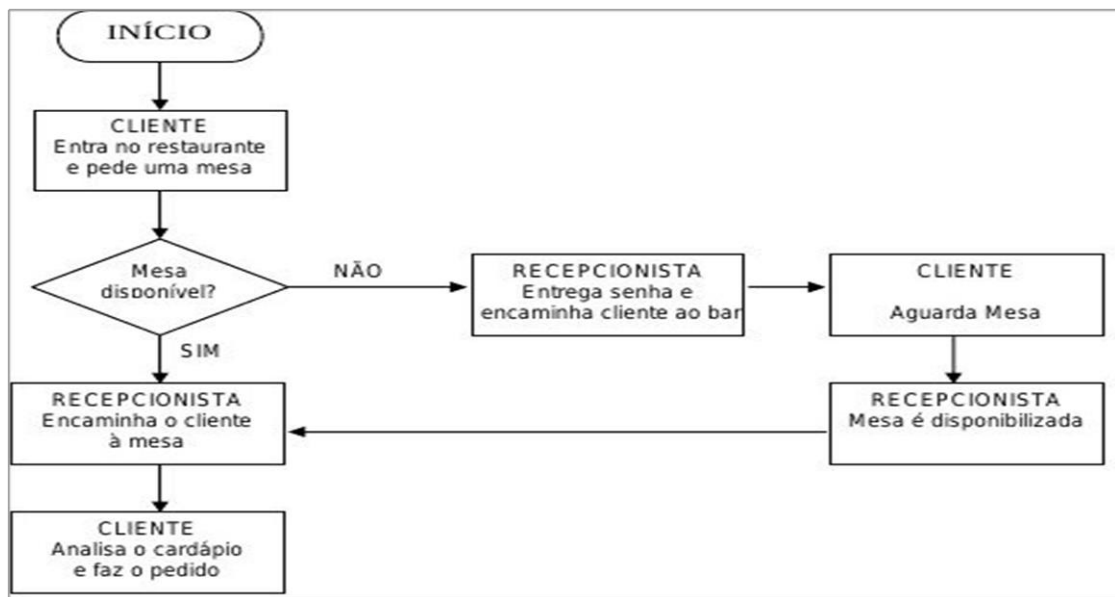 INÍCIO
CLIENTE
Entra no restaurante
e pede uma mesa
Mesa
disponível?
NÃO
RECEPCIONISTA
Entrega senha e
encaminha cliente ao bar
CLIENTE
Aguarda Mesa
SIM
RECEPCIONISTA
Encaminha o cliente
à mesa
RECEPCIONISTA
Mesa é disponibilizada
CLIENTE
Analisa o cardápio
e faz o pedido